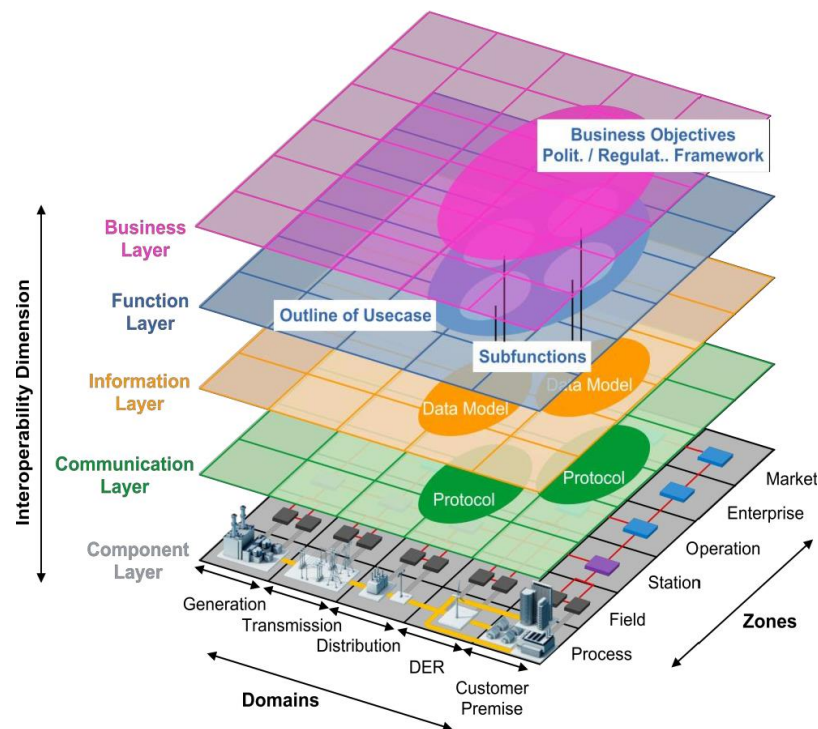 Business Objectives
Polit. / Regulat.. Framework
Business
Layer
Function
Layer
Outline of Usecase
Subfunctions
Information
Layer
Data Model
Data Model
Communication
Layer
Protocol
Protocol
Component
Layer
Interoperability Dimension
Generation
Transmission
Distribution
DER
Customer
Premise
Domains
Market
Enterprise
Operation
Station
Field
Process
Zones